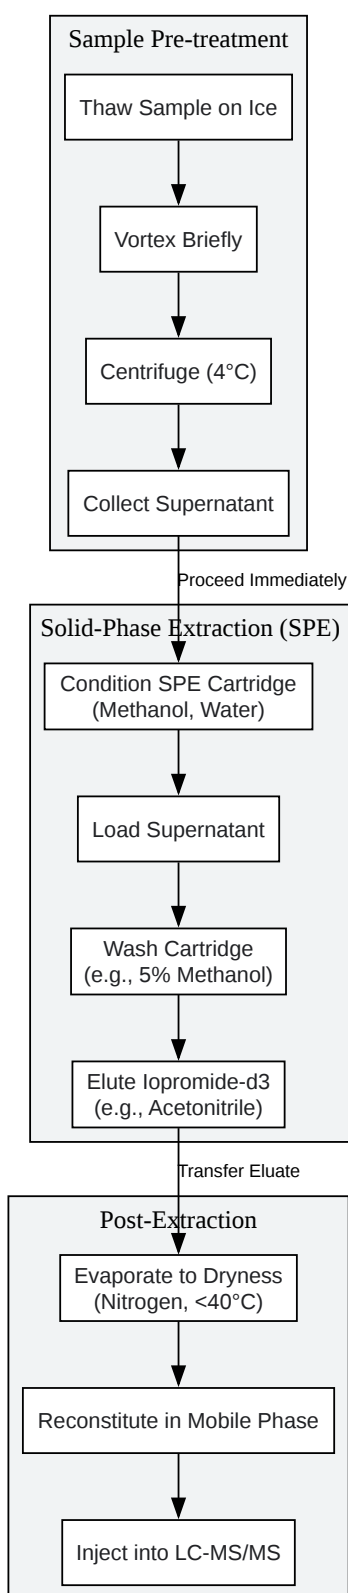 Sample Pre-treatment
Thaw Sample on Ice
Vortex Briefly
Centrifuge (4°C)
Collect Supernatant
Proceed Immediately
Solid-Phase Extraction (SPE)
Condition SPE Cartridge
(Methanol, Water)
Load Supernatant
Wash Cartridge
(e.g., 5% Methanol)
Elute Iopromide-d3
(e.g., Acetonitrile)
Transfer Eluate
Post-Extraction
Evaporate to Dryness
(Nitrogen, <40°C)
Reconstitute in Mobile Phase
Inject into LC-MS/MS